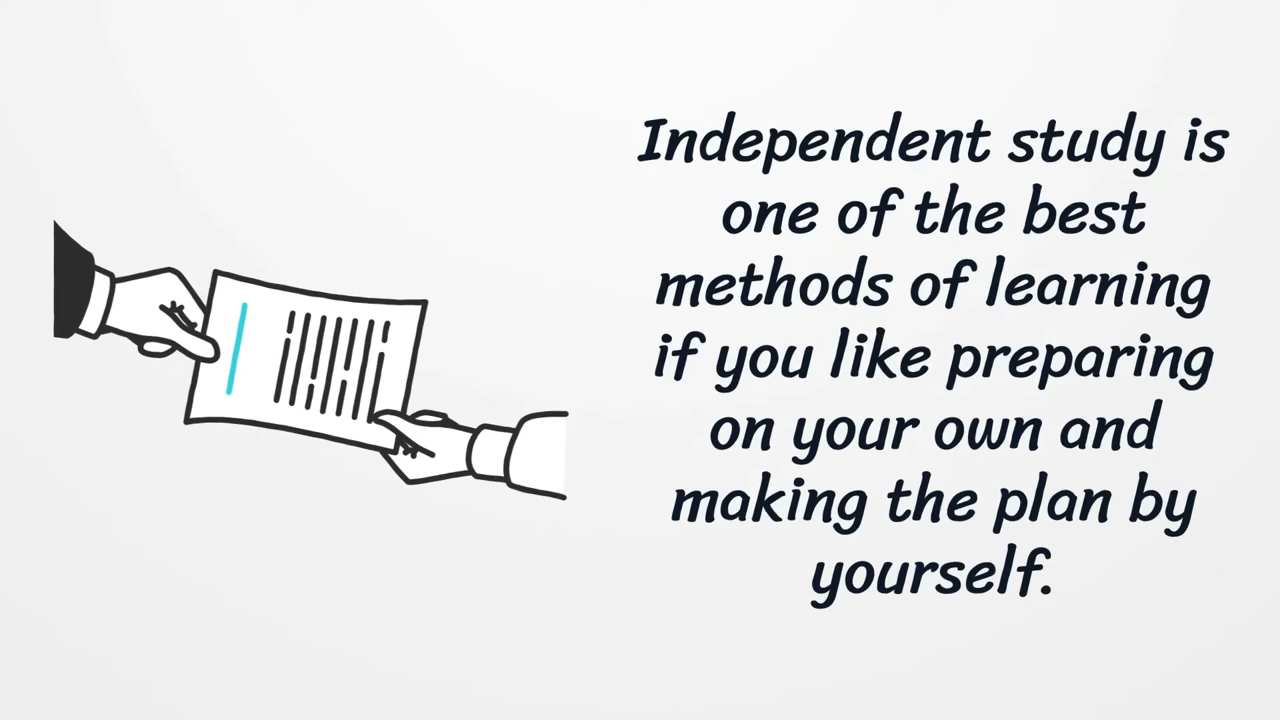 Independent study is
one of the best
methods of learning
if you like preparing
on your own and
making the plan by
yourself.